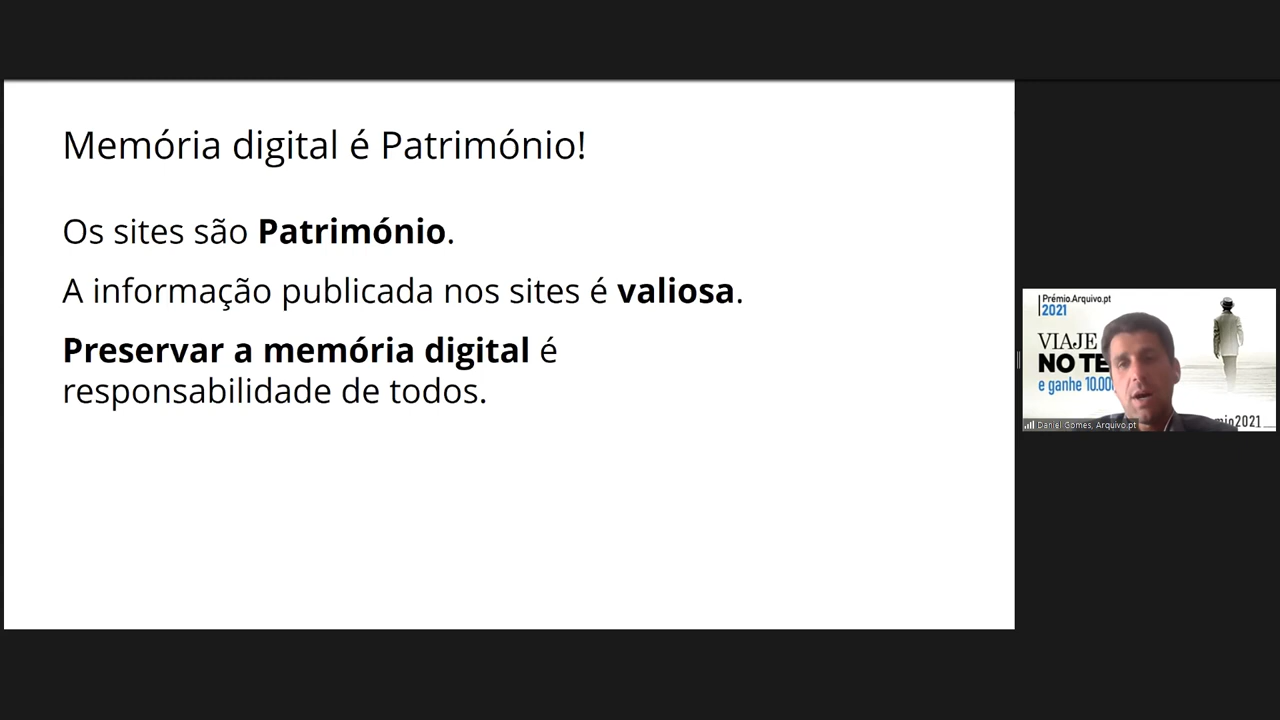 Memória digital é Património!
Os sites são Património.
A informação publicada nos sites é valiosa.
Preservar a memória digital é
responsabilidade de todos.
Prémio.Arquivo.pt
2021
VIAJE
NO TE
e ganhe 10.00
mio2021
Daniel Gomes, Arquivo.pt